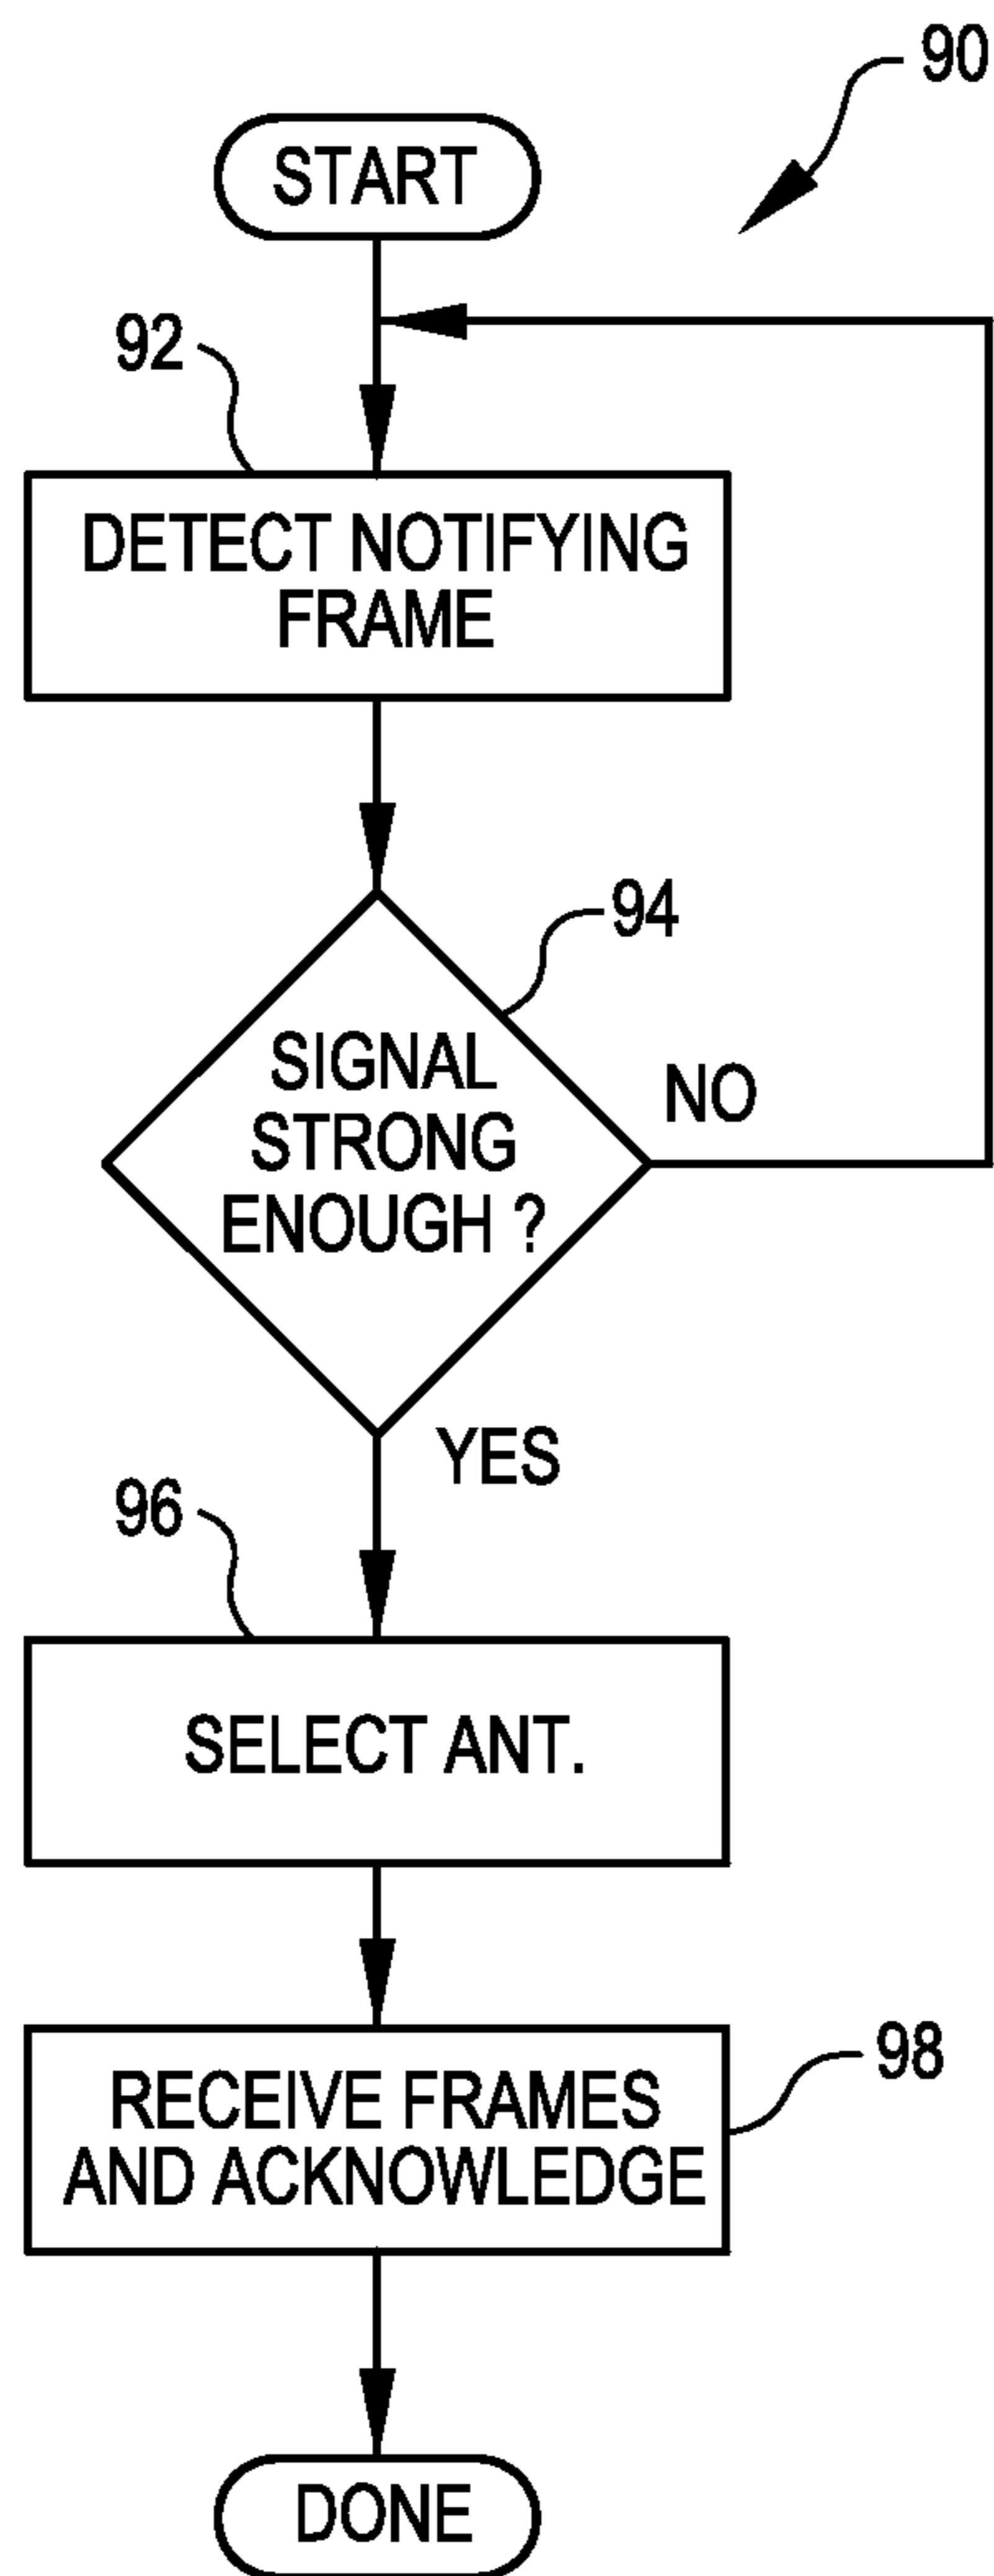 90
START
92
DETECT NOTIFYING
FRAME
94
SIGNAL
STRONG
ENOUGH ?
NO
YES
96
SELECT ANT.
98
RECEIVE FRAMES
AND ACKNOWLEDGE
DONE